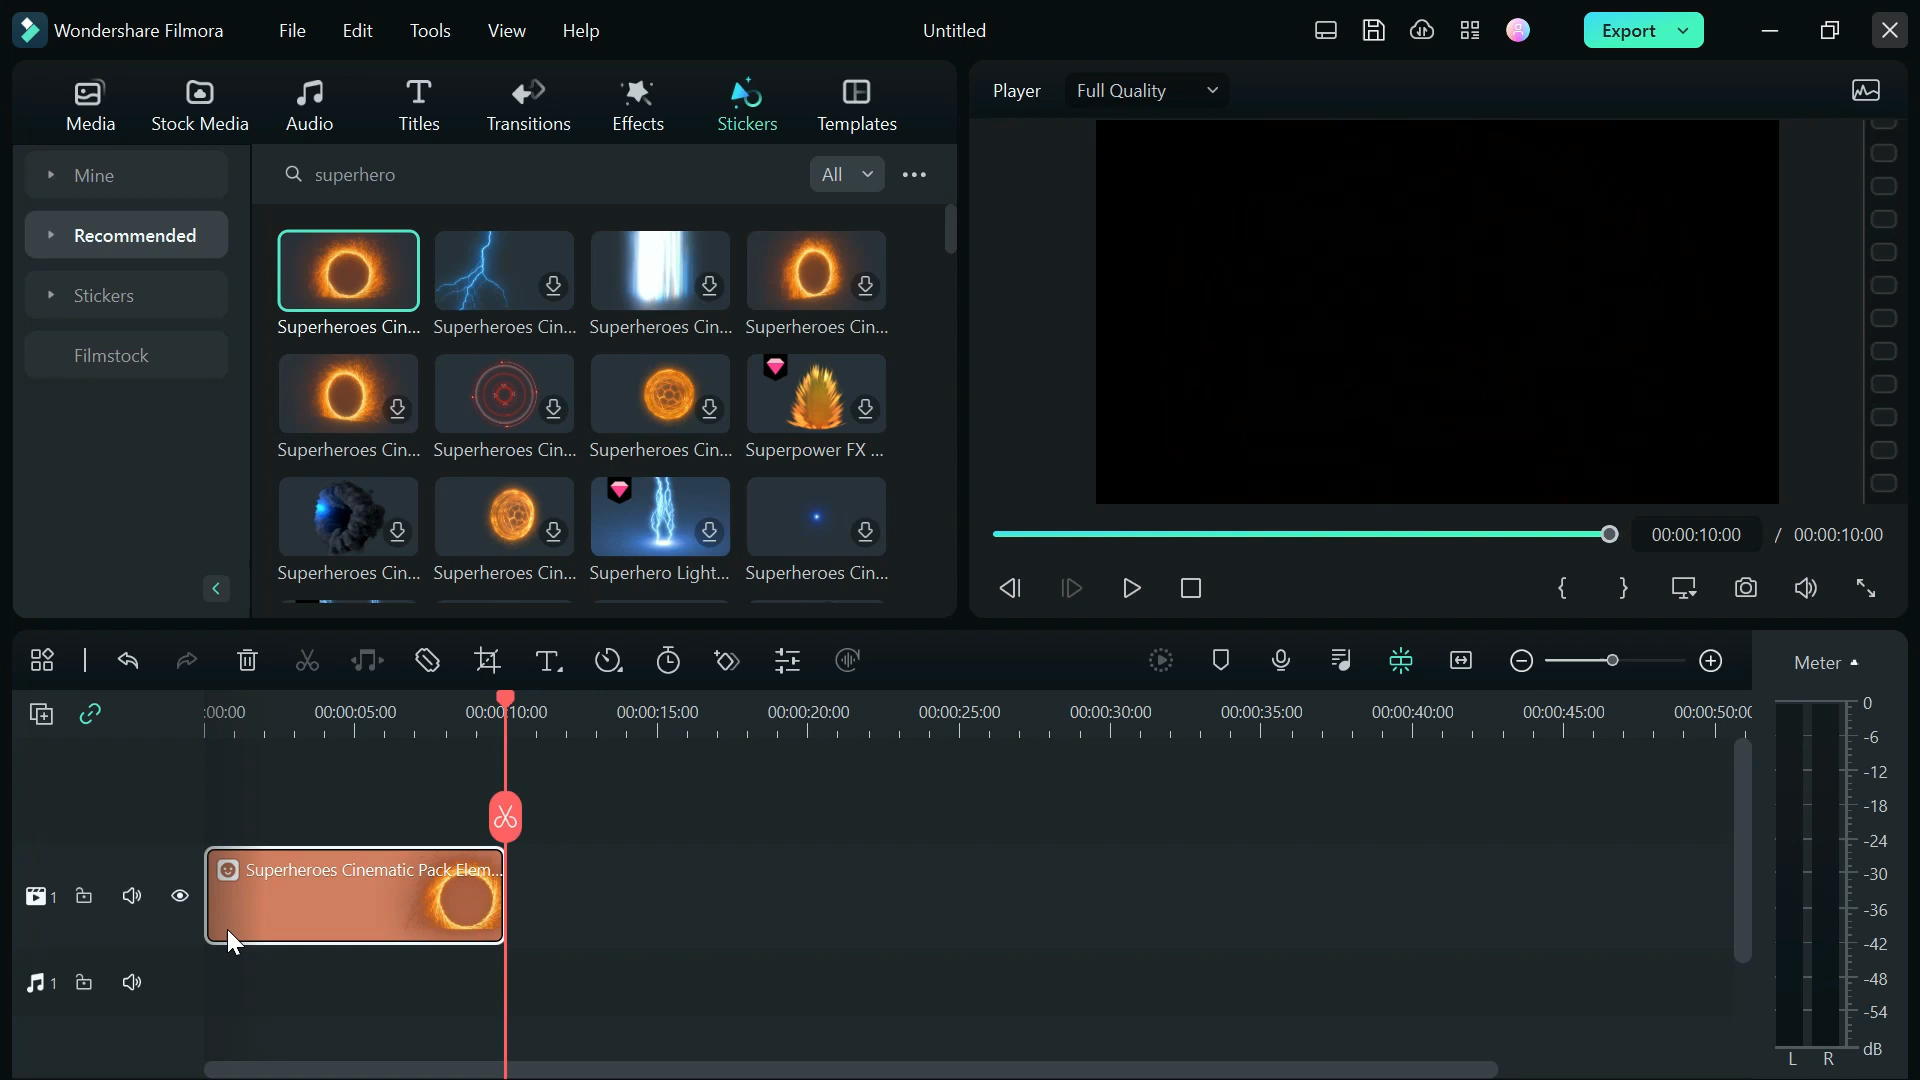 Wondershare Filmora
File
Edit
Tools
View
Help
Untitled
Export
Media
Stock Media
Audio
Titles
Transitions
Effects
Stickers
Templates
Player
Full Quality
Mine
Recommended
Stickers
Filmstock
superhero
All
Superheroes Cin...
Superheroes Cin...
Superheroes Cin...
Superheroes Cin...
Superheroes Cin...
Superheroes Cin...
Superheroes Cin...
Superpower FX ...
Superheroes Cin...
Superheroes Cin...
Superhero Light...
Superheroes Cin...
00:00:10:00 / 00:00:10:00
Meter
:00:00
00:00:05:00
00:00:10:00
00:00:15:00
00:00:20:00
00:00:25:00
00:00:30:00
00:00:35:00
00:00:40:00
00:00:45:00
00:00:50:00
Superheroes Cinematic Pack Elem...
1
1
0
-6
-12
-18
-24
-30
-36
-42
-48
-54
dB
L
R